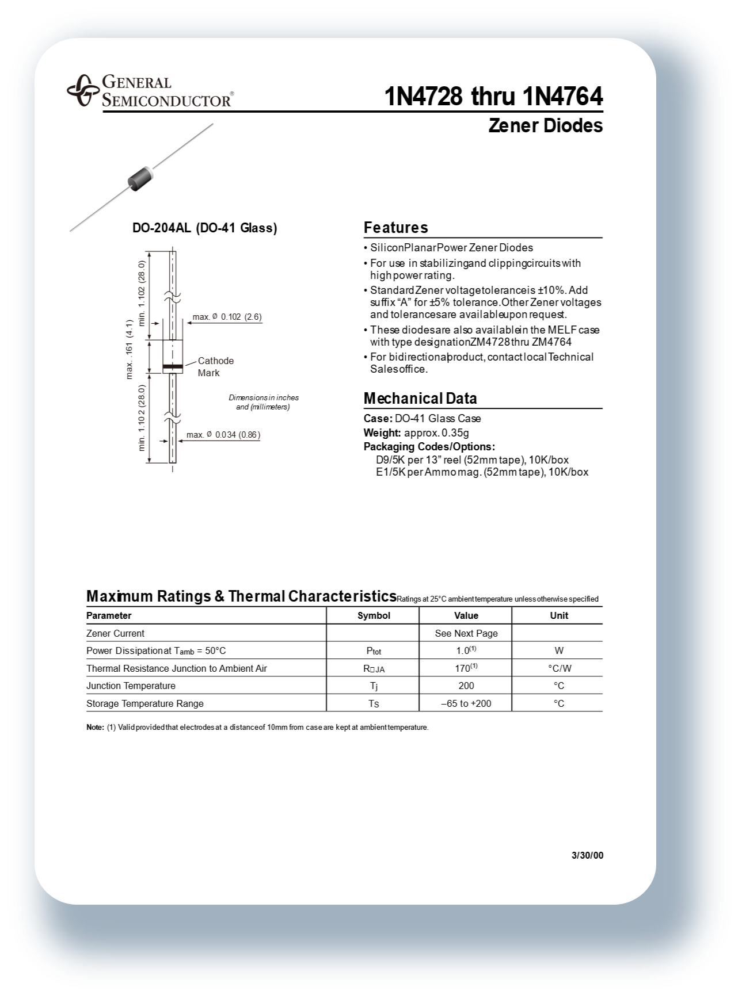 GENERAL
SEMICONDUCTOR®
1N4728 thru 1N4764
Zener Diodes
DO-204AL (DO-41 Glass)
min. 1.102 (28.0)
max. ∅ 0.102 (2.6)
max. .161 (4.1)
Cathode
Mark
min. 1.102 (28.0)
Dimensions in inches
and (millimeters)
max. ∅ 0.034 (0.86)
Features
• Silicon Planar Power Zener Diodes
• For use in stabilizing and clipping circuits with
high power rating.
• Standard Zener voltage tolerance is ±10%. Add
suffix “A” for ±5% tolerance. Other Zener voltages
and tolerances are available upon request.
• These diodes are also available in the MELF case
with type designation ZM4728 thru ZM4764
• For bidirectional product, contact local Technical
Sales office.
Mechanical Data
Case: DO-41 Glass Case
Weight: approx. 0.35g
Packaging Codes/Options:
D9/5K per 13” reel (52mm tape), 10K/box
E1/5K per Ammo mag. (52mm tape), 10K/box
Maximum Ratings & Thermal Characteristics Ratings at 25°C ambient temperature unless otherwise specified
Parameter Symbol Value Unit
Zener Current See Next Page
Power Dissipation at Tamb = 50°C Ptot 1.0(1) W
Thermal Resistance Junction to Ambient Air R□JA 170(1) °C/W
Junction Temperature Tj 200 °C
Storage Temperature Range TS –65 to +200 °C
Note: (1) Valid provided that electrodes at a distance of 10mm from case are kept at ambient temperature.
3/30/00